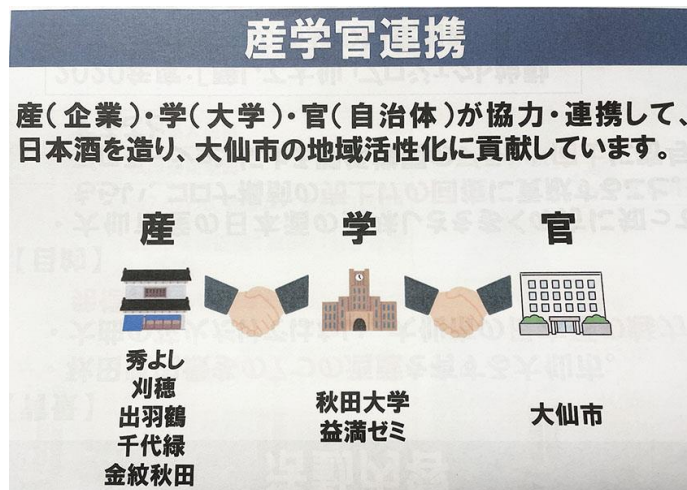 産学官連携
産(企業)・学(大学)・官(自治体)が協力・連携して、
日本酒を造り、大仙市の地域活性化に貢献しています。
産 学 官
秀よし
刈穂
出羽鶴
千代緑
金紋秋田
秋田大学
益満ゼミ
大仙市